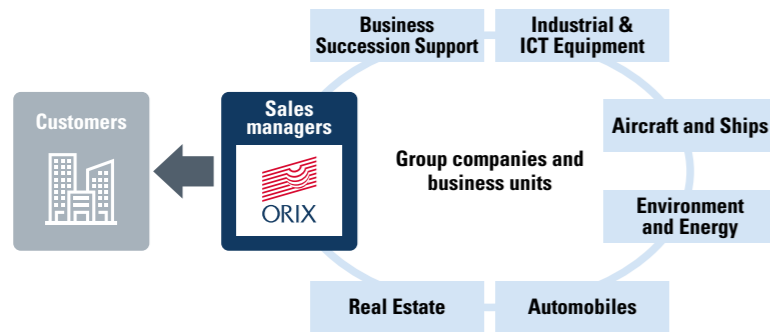 Business
Succession Support
Industrial &
ICT Equipment
Customers
Sales
managers
ORIX
Group companies and
business units
Aircraft and Ships
Environment
and Energy
Real Estate
Automobiles